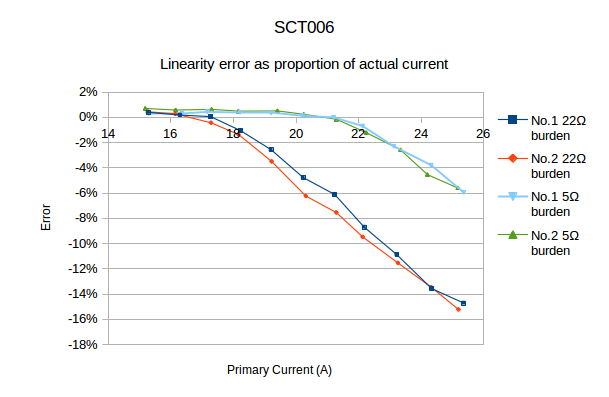 SCT006
Linearity error as proportion of actual current
2%
0%
14 16 18 20 22 24 26
-2%
-4%
-6%
-8%
-10%
-12%
-14%
-16%
-18%
Error
Primary Current (A)
No.1 22Ω
burden
No.2 22Ω
burden
No.1 5Ω
burden
No.2 5Ω
burden